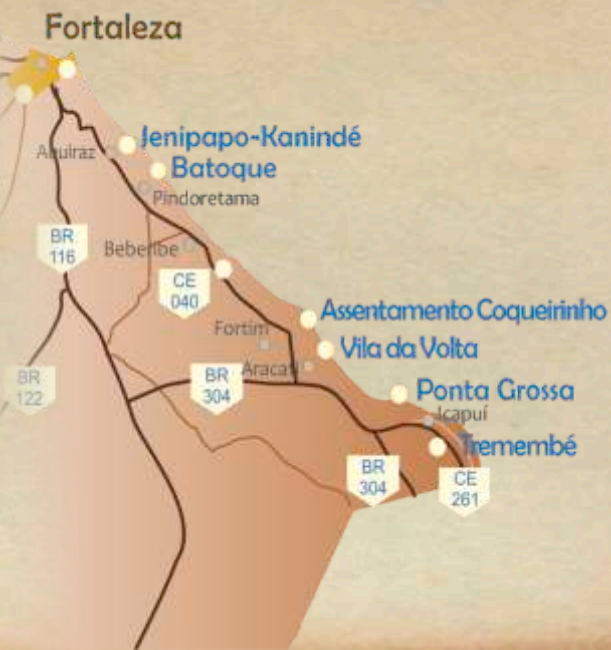 Fortaleza
Jenipapo-Kanindé
Aquiraz
Batoque
Pindoretama
BR
116
Beberibe
CE
040
Assentamento Coqueirinho
Fortim
Vila da Volta
BR
122
BR
304
Aracati
Ponta Grossa
Icapuí
Tremembé
BR
304
CE
261